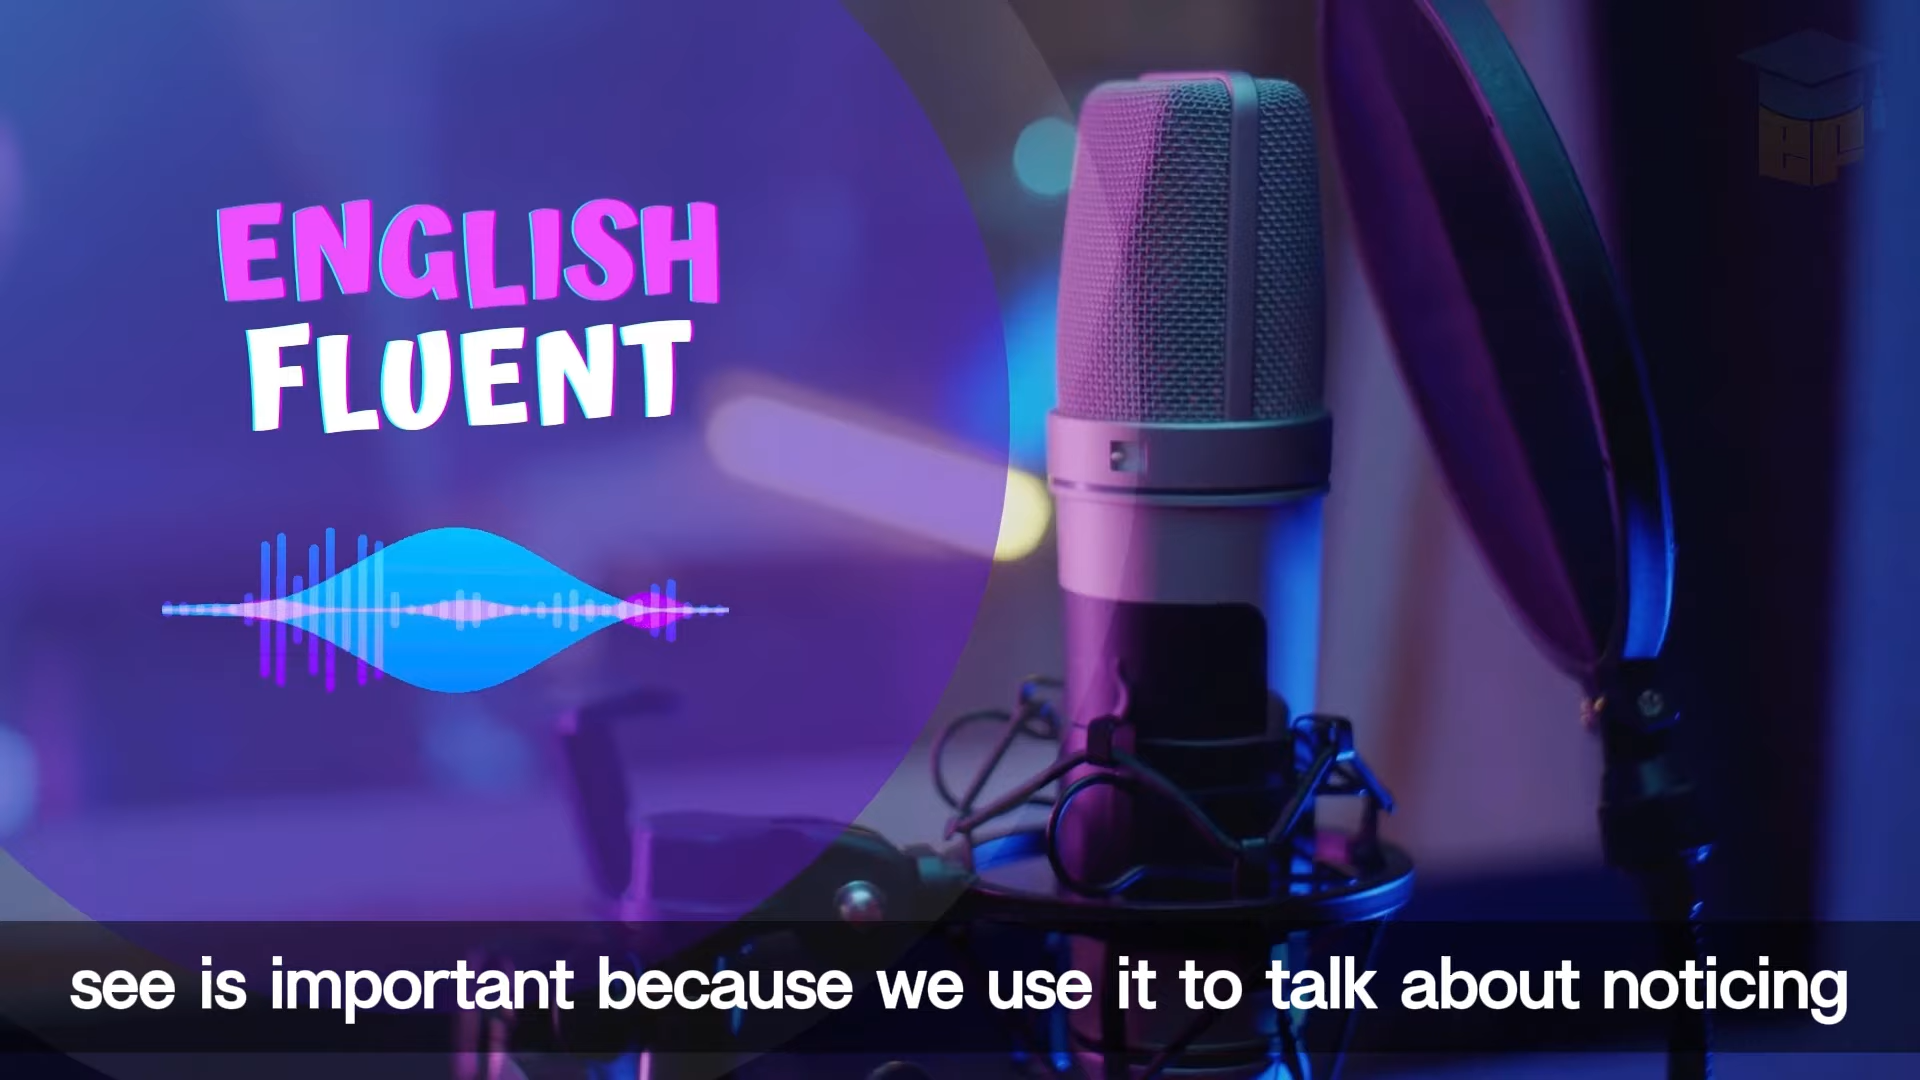 ENGLISH
FLUENT
see is important because we use it to talk about noticing